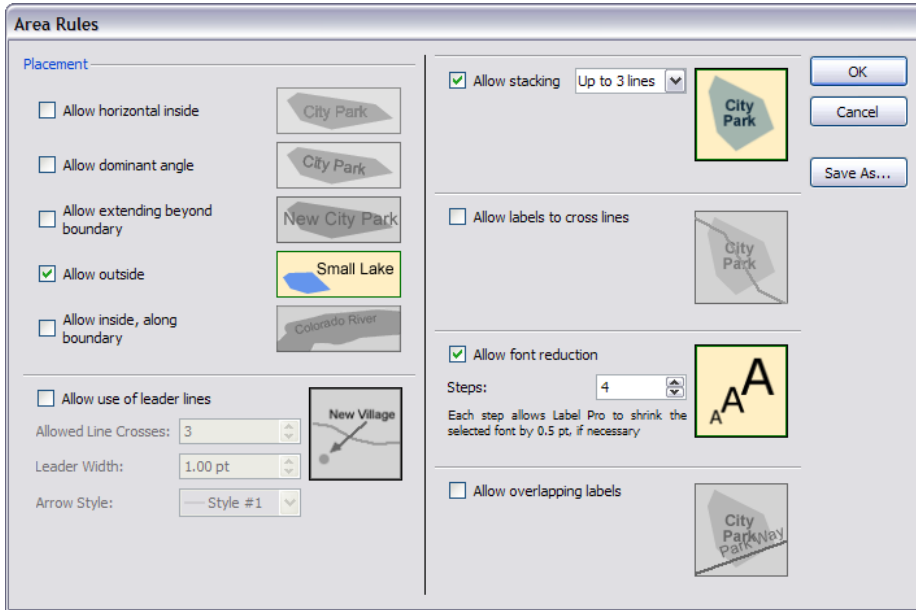 Area Rules
Placement
Allow horizontal inside
City Park
Allow dominant angle
City Park
Allow extending beyond
boundary
New City Park
Allow outside
Small Lake
Allow inside, along
boundary
Colorado River
Allow use of leader lines
New Village
Allowed Line Crosses:
3
Leader Width:
1.00 pt
Arrow Style:
Style #1
Allow stacking
Up to 3 lines
City
Park
Allow labels to cross lines
City
Park
Allow font reduction
Steps:
4
Each step allows Label Pro to shrink the
selected font by 0.5 pt, if necessary
A A A
Allow overlapping labels
City
Park
Park Way
OK
Cancel
Save As...